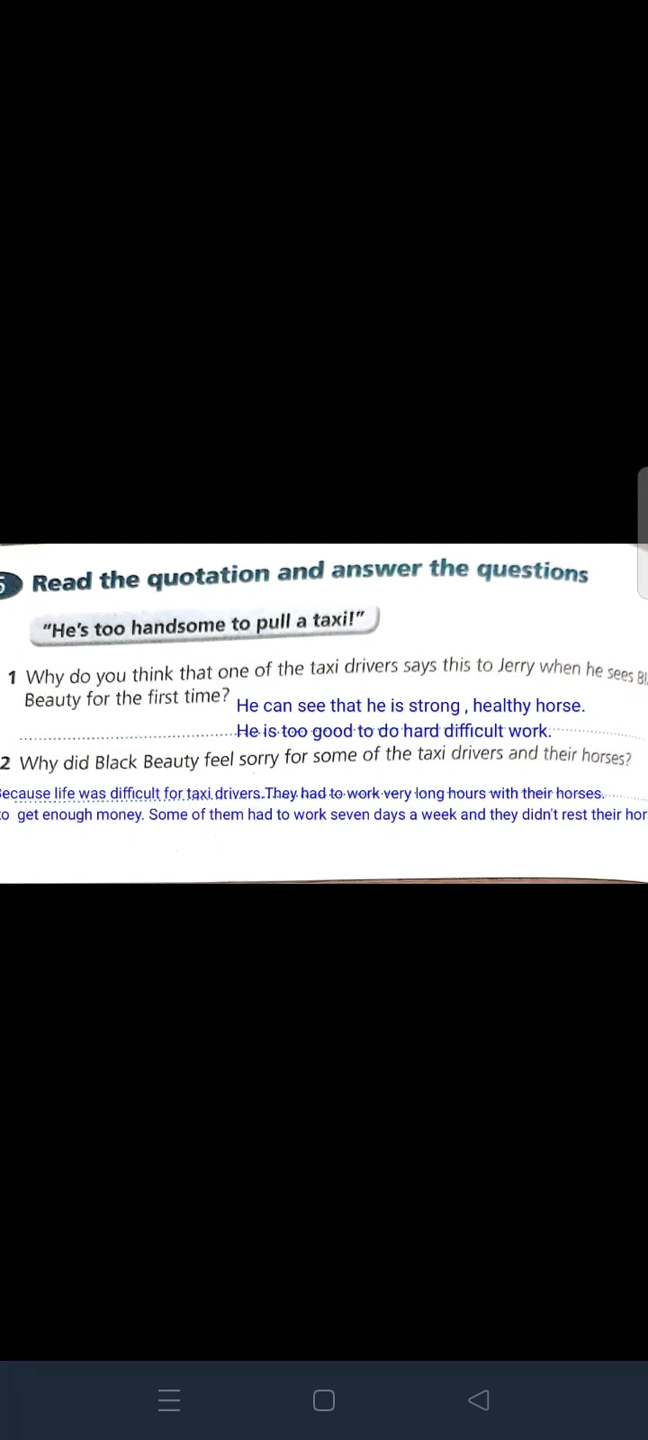 5 Read the quotation and answer the questions
"He's too handsome to pull a taxi!"
1 Why do you think that one of the taxi drivers says this to Jerry when he sees Bl
Beauty for the first time? He can see that he is strong , healthy horse.
He is too good to do hard difficult work.
2 Why did Black Beauty feel sorry for some of the taxi drivers and their horses?
Because life was difficult for taxi drivers.They had to work very long hours with their horses.
to get enough money. Some of them had to work seven days a week and they didn't rest their hor